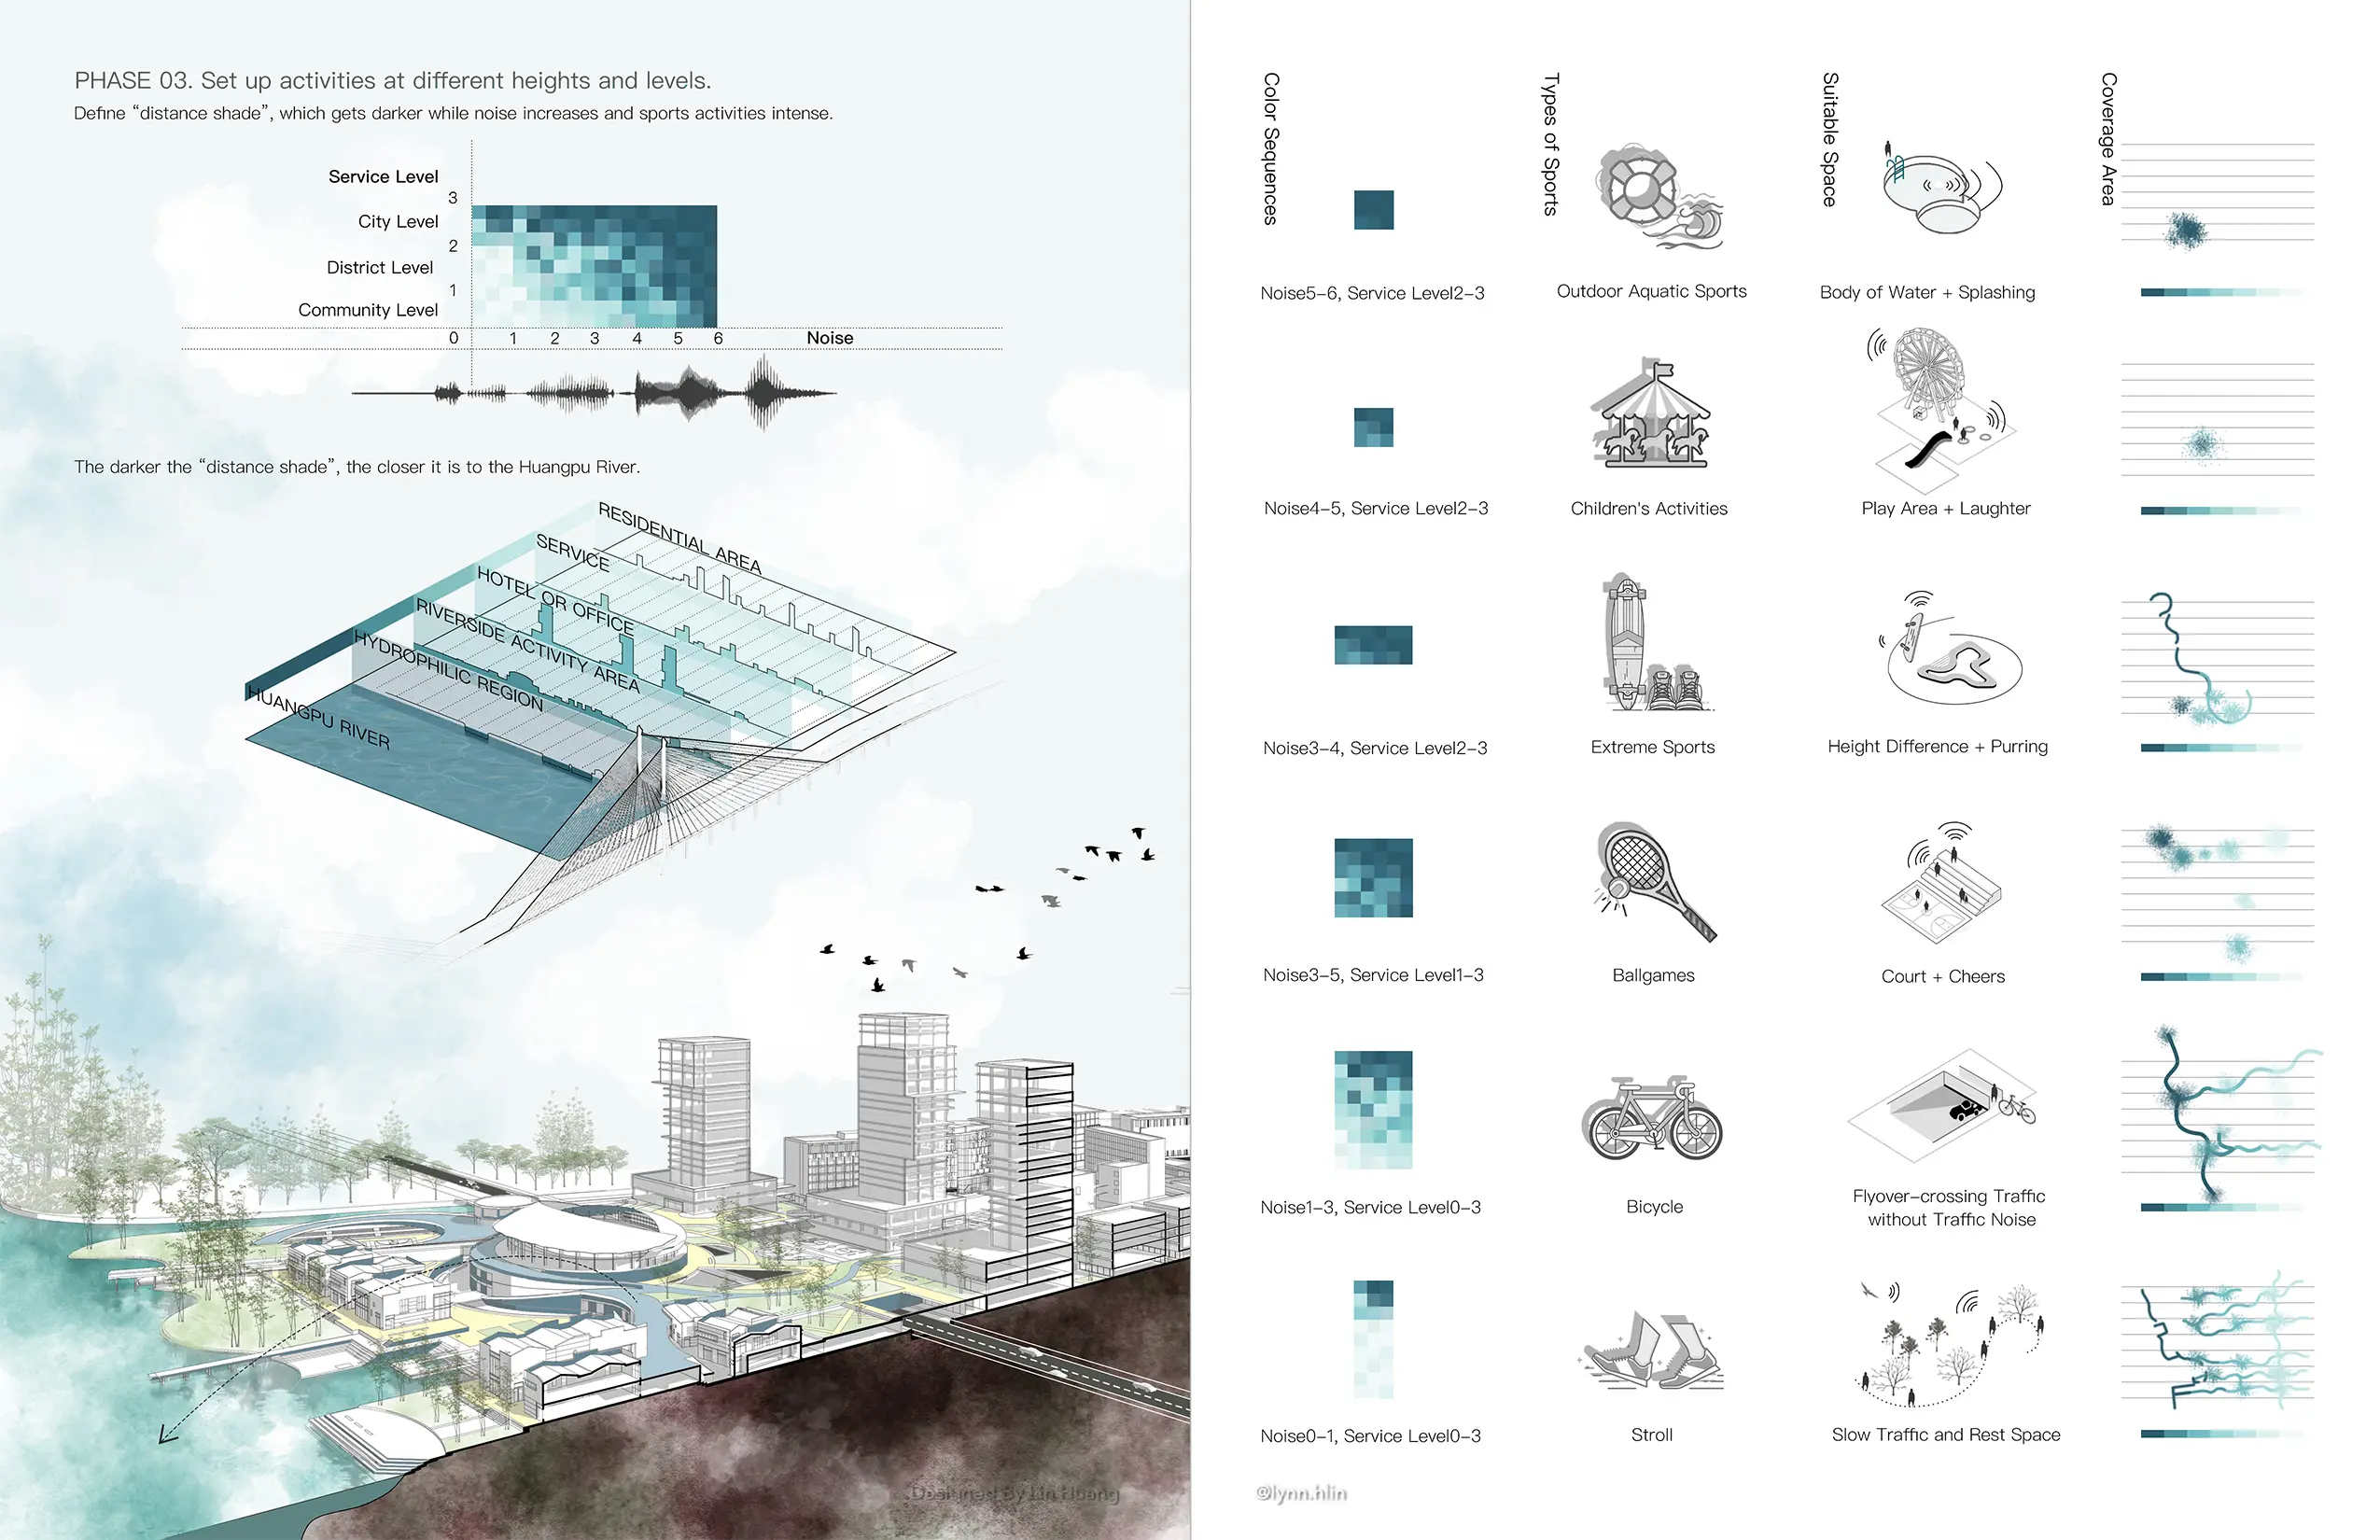 PHASE 03. Set up activities at different heights and levels.
Define “distance shade”, which gets darker while noise increases and sports activities intense.
Service Level
3
City Level
2
District Level
1
Community Level
0 1 2 3 4 5 6 Noise
The darker the “distance shade”, the closer it is to the Huangpu River.
RESIDENTIAL AREA
SERVICE
HOTEL OR OFFICE
RIVERSIDE ACTIVITY AREA
HYDROPHILIC REGION
HUANGPU RIVER
Designed By Lin Huang
Color Sequences
Types of Sports
Suitable Space
Coverage Area
Noise5–6, Service Level2–3
Outdoor Aquatic Sports
Body of Water + Splashing
Noise4–5, Service Level2–3
Children's Activities
Play Area + Laughter
Noise3–4, Service Level2–3
Extreme Sports
Height Difference + Purring
Noise3–5, Service Level1–3
Ballgames
Court + Cheers
Noise1–3, Service Level0–3
Bicycle
Flyover–crossing Traffic
without Traffic Noise
Noise0–1, Service Level0–3
Stroll
Slow Traffic and Rest Space
@lynn.hlin